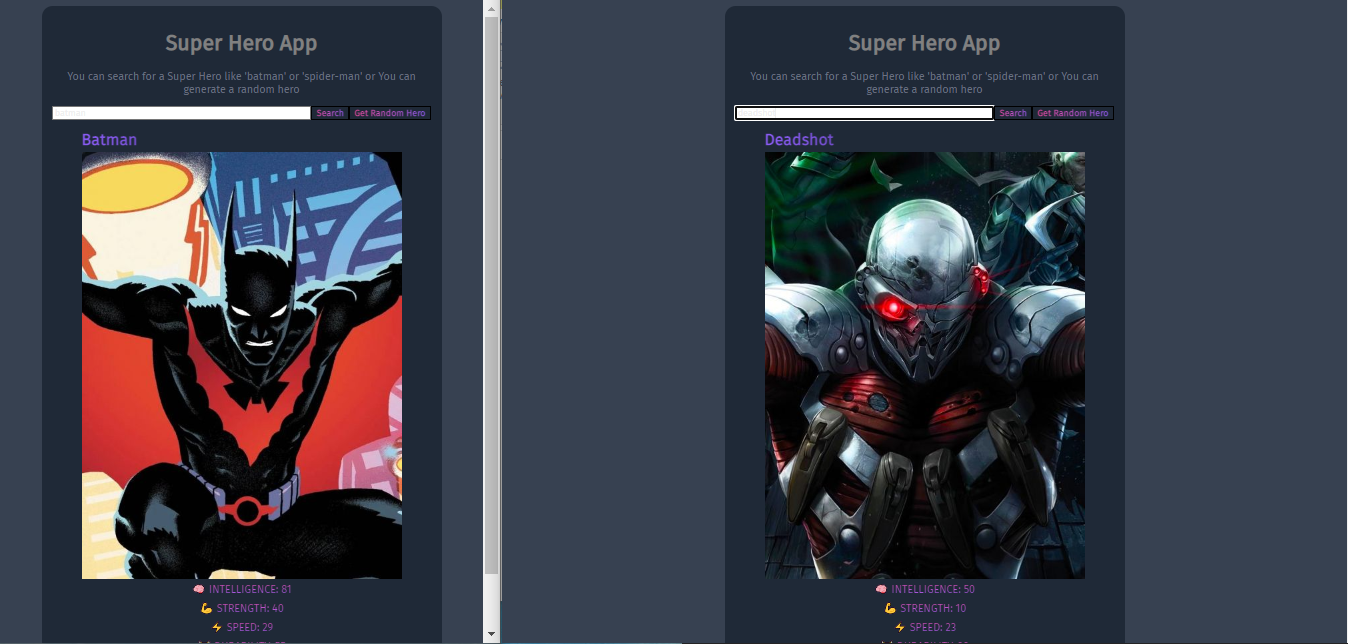 Super Hero App
You can search for a Super Hero like 'batman' or 'spider-man' or You can
generate a random hero
batman
Search
Get Random Hero
Batman
🧠 INTELLIGENCE: 81
💪 STRENGTH: 40
⚡ SPEED: 29
Super Hero App
You can search for a Super Hero like 'batman' or 'spider-man' or You can
generate a random hero
Search
Get Random Hero
Deadshot
🧠 INTELLIGENCE: 50
💪 STRENGTH: 10
⚡ SPEED: 23